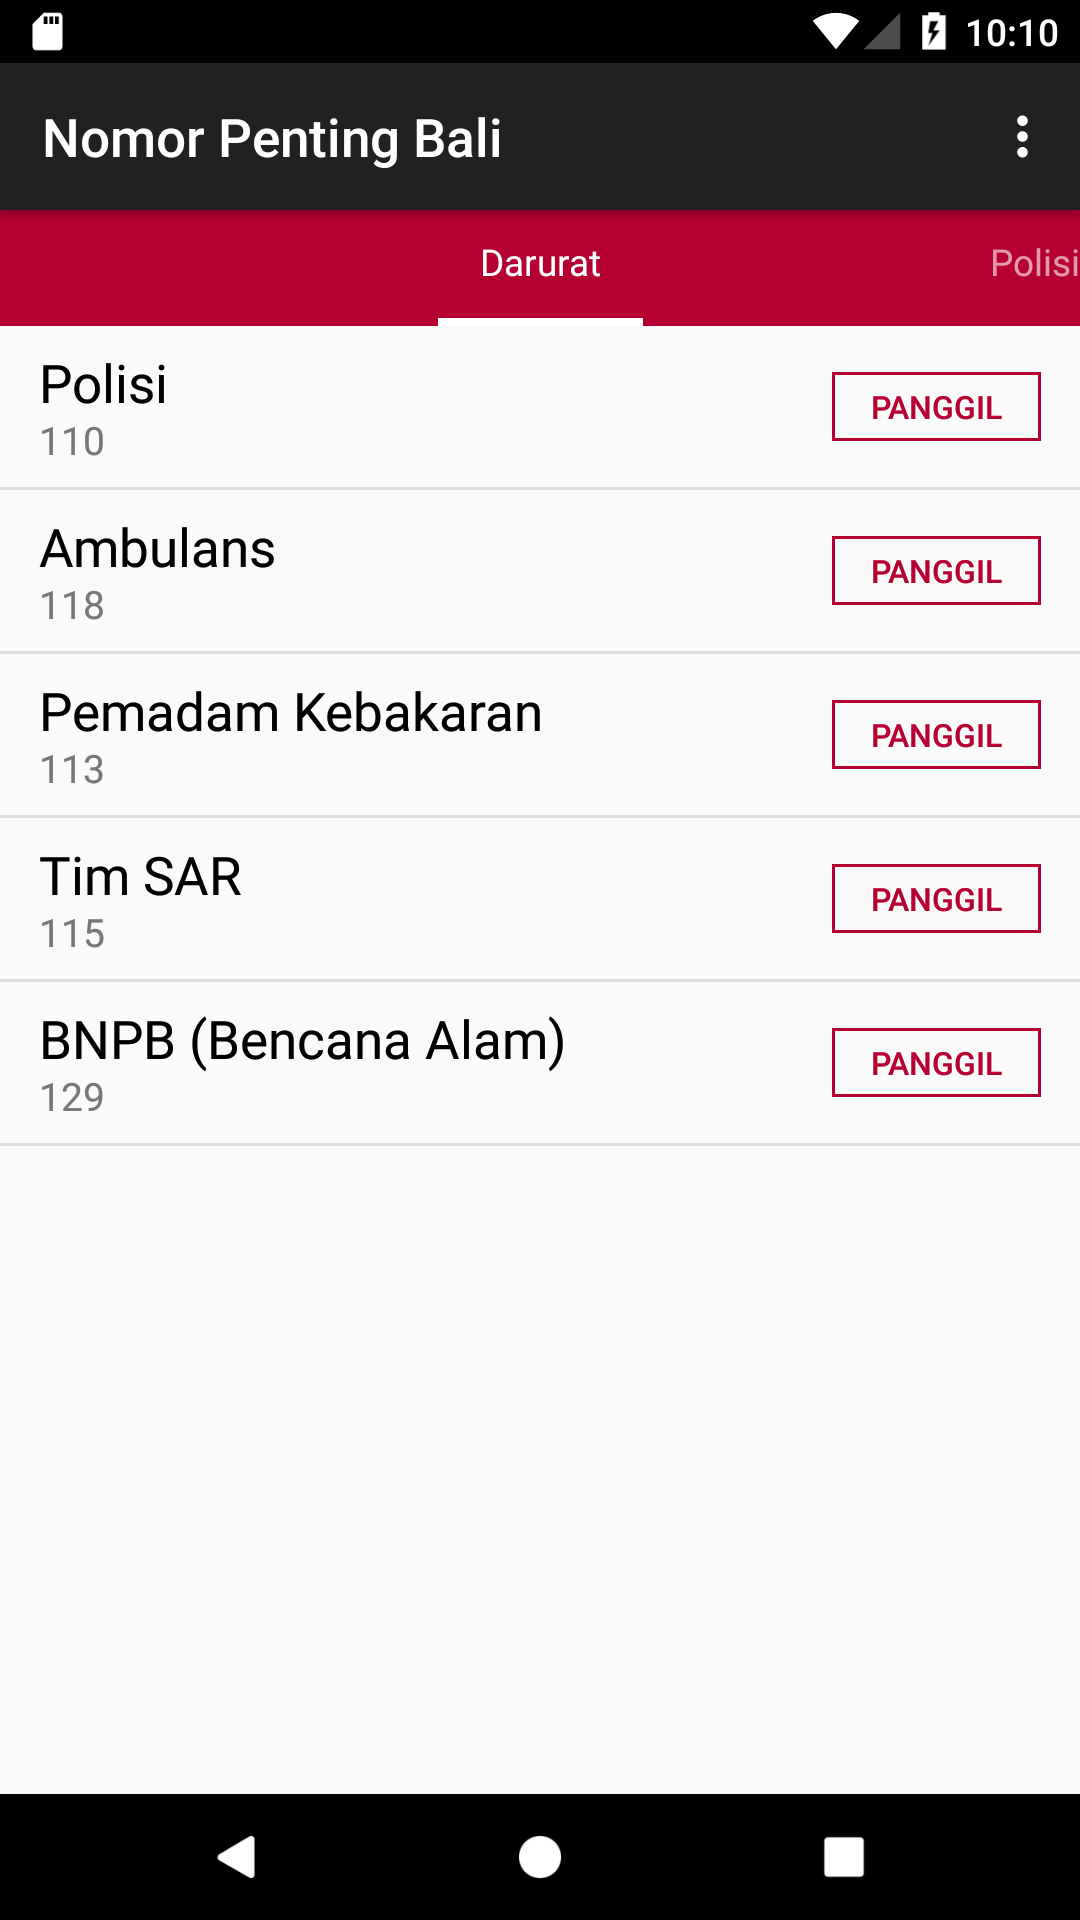 10:10
Nomor Penting Bali
Darurat
Polisi
Polisi
110
PANGGIL
Ambulans
118
PANGGIL
Pemadam Kebakaran
113
PANGGIL
Tim SAR
115
PANGGIL
BNPB (Bencana Alam)
129
PANGGIL